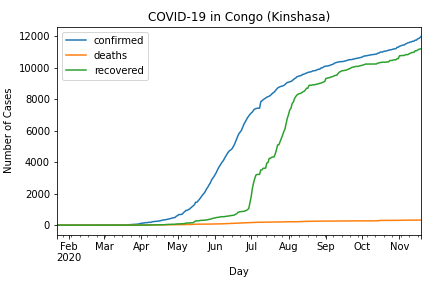 COVID-19 in Congo (Kinshasa)
confirmed
deaths
recovered
Number of Cases
12000
10000
8000
6000
4000
2000
0
Feb Mar Apr May Jun Jul Aug Sep Oct Nov
2020
Day